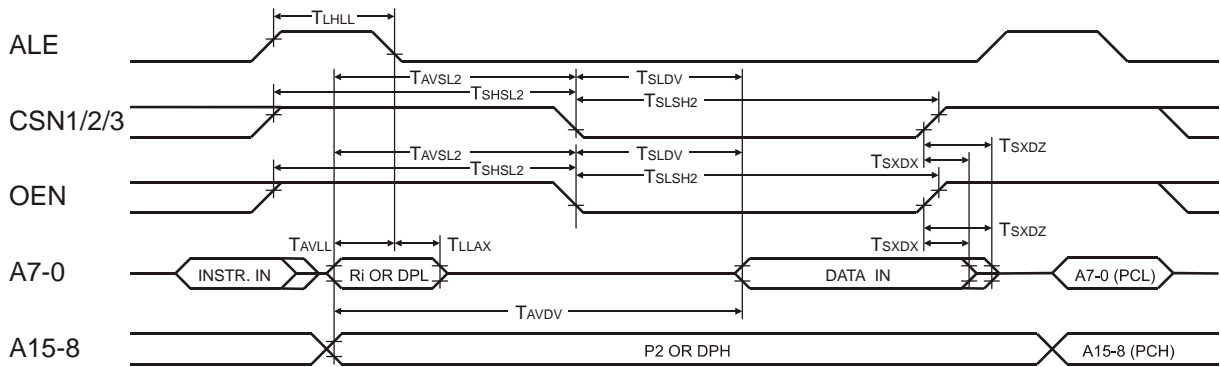 TLHLL
ALE
TAVSL2 TSLDV
TSHSL2 TSLSH2
CSN1/2/3
TSXDZ
TAVSL2 TSLDV TSXDX
TSHSL2 TSLSH2
OEN
TSXDZ
TAVLL TLLAX TSXDX
A7-0 INSTR. IN Ri OR DPL DATA IN A7-0 (PCL)
TAVDV
A15-8 P2 OR DPH A15-8 (PCH)